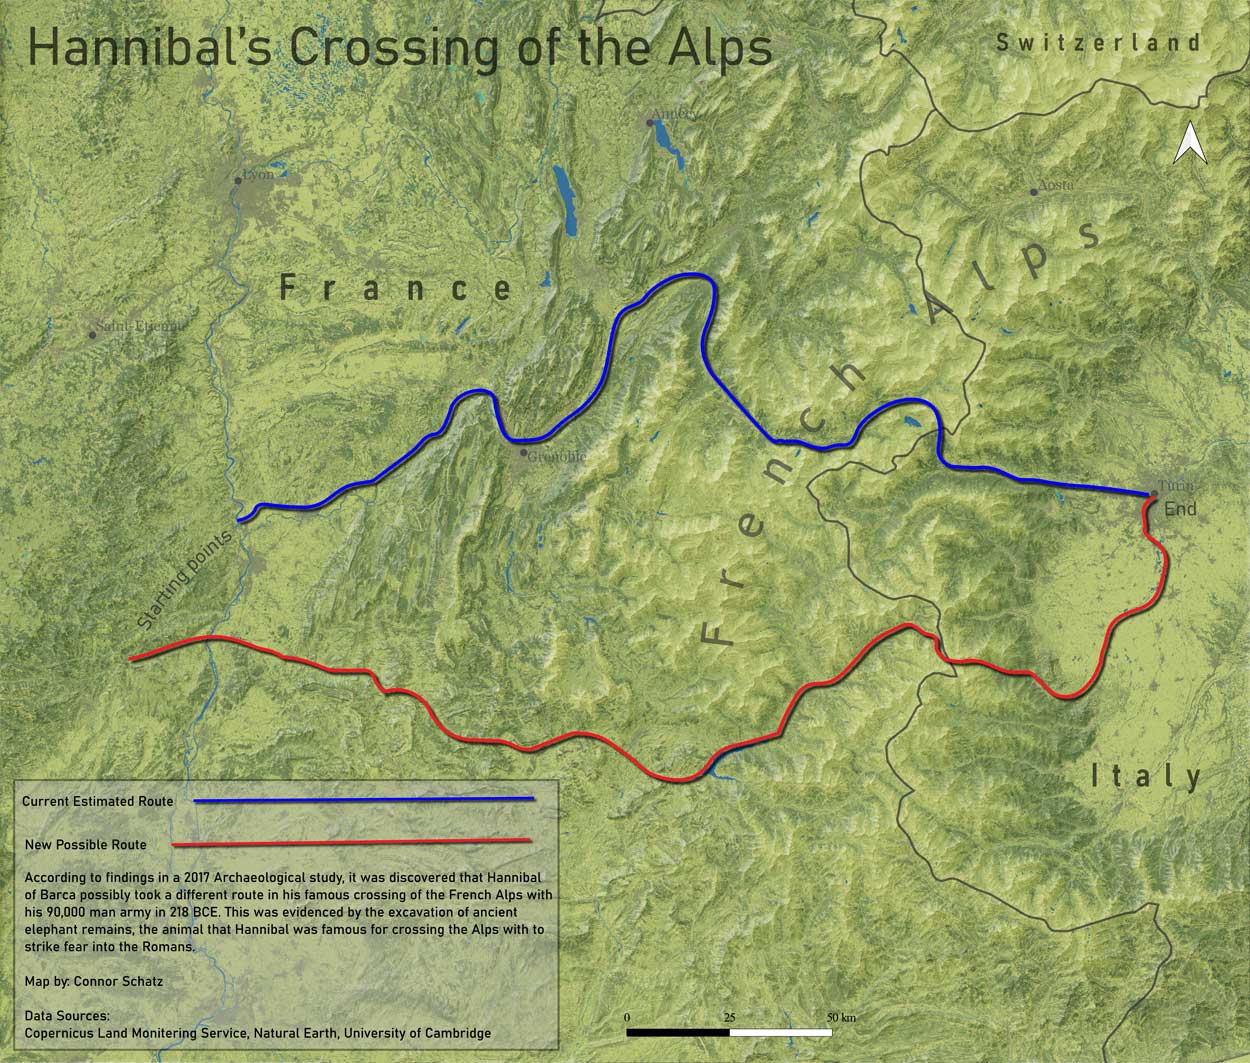 Hannibal's Crossing of the Alps
Switzerland
Annecy
Lyon
Aosta
France
French Alps
Saint-Etienne
Grenoble
Turin
End
Starting points
Italy
Current Estimated Route
New Possible Route
According to findings in a 2017 Archaeological study, it was discovered that Hannibal
of Barca possibly took a different route in his famous crossing of the French Alps with
his 90,000 man army in 218 BCE. This was evidenced by the excavation of ancient
elephant remains, the animal that Hannibal was famous for crossing the Alps with to
strike fear into the Romans.
Map by: Connor Schatz
Data Sources:
Copernicus Land Monitering Service, Natural Earth, University of Cambridge
0 25 50 km